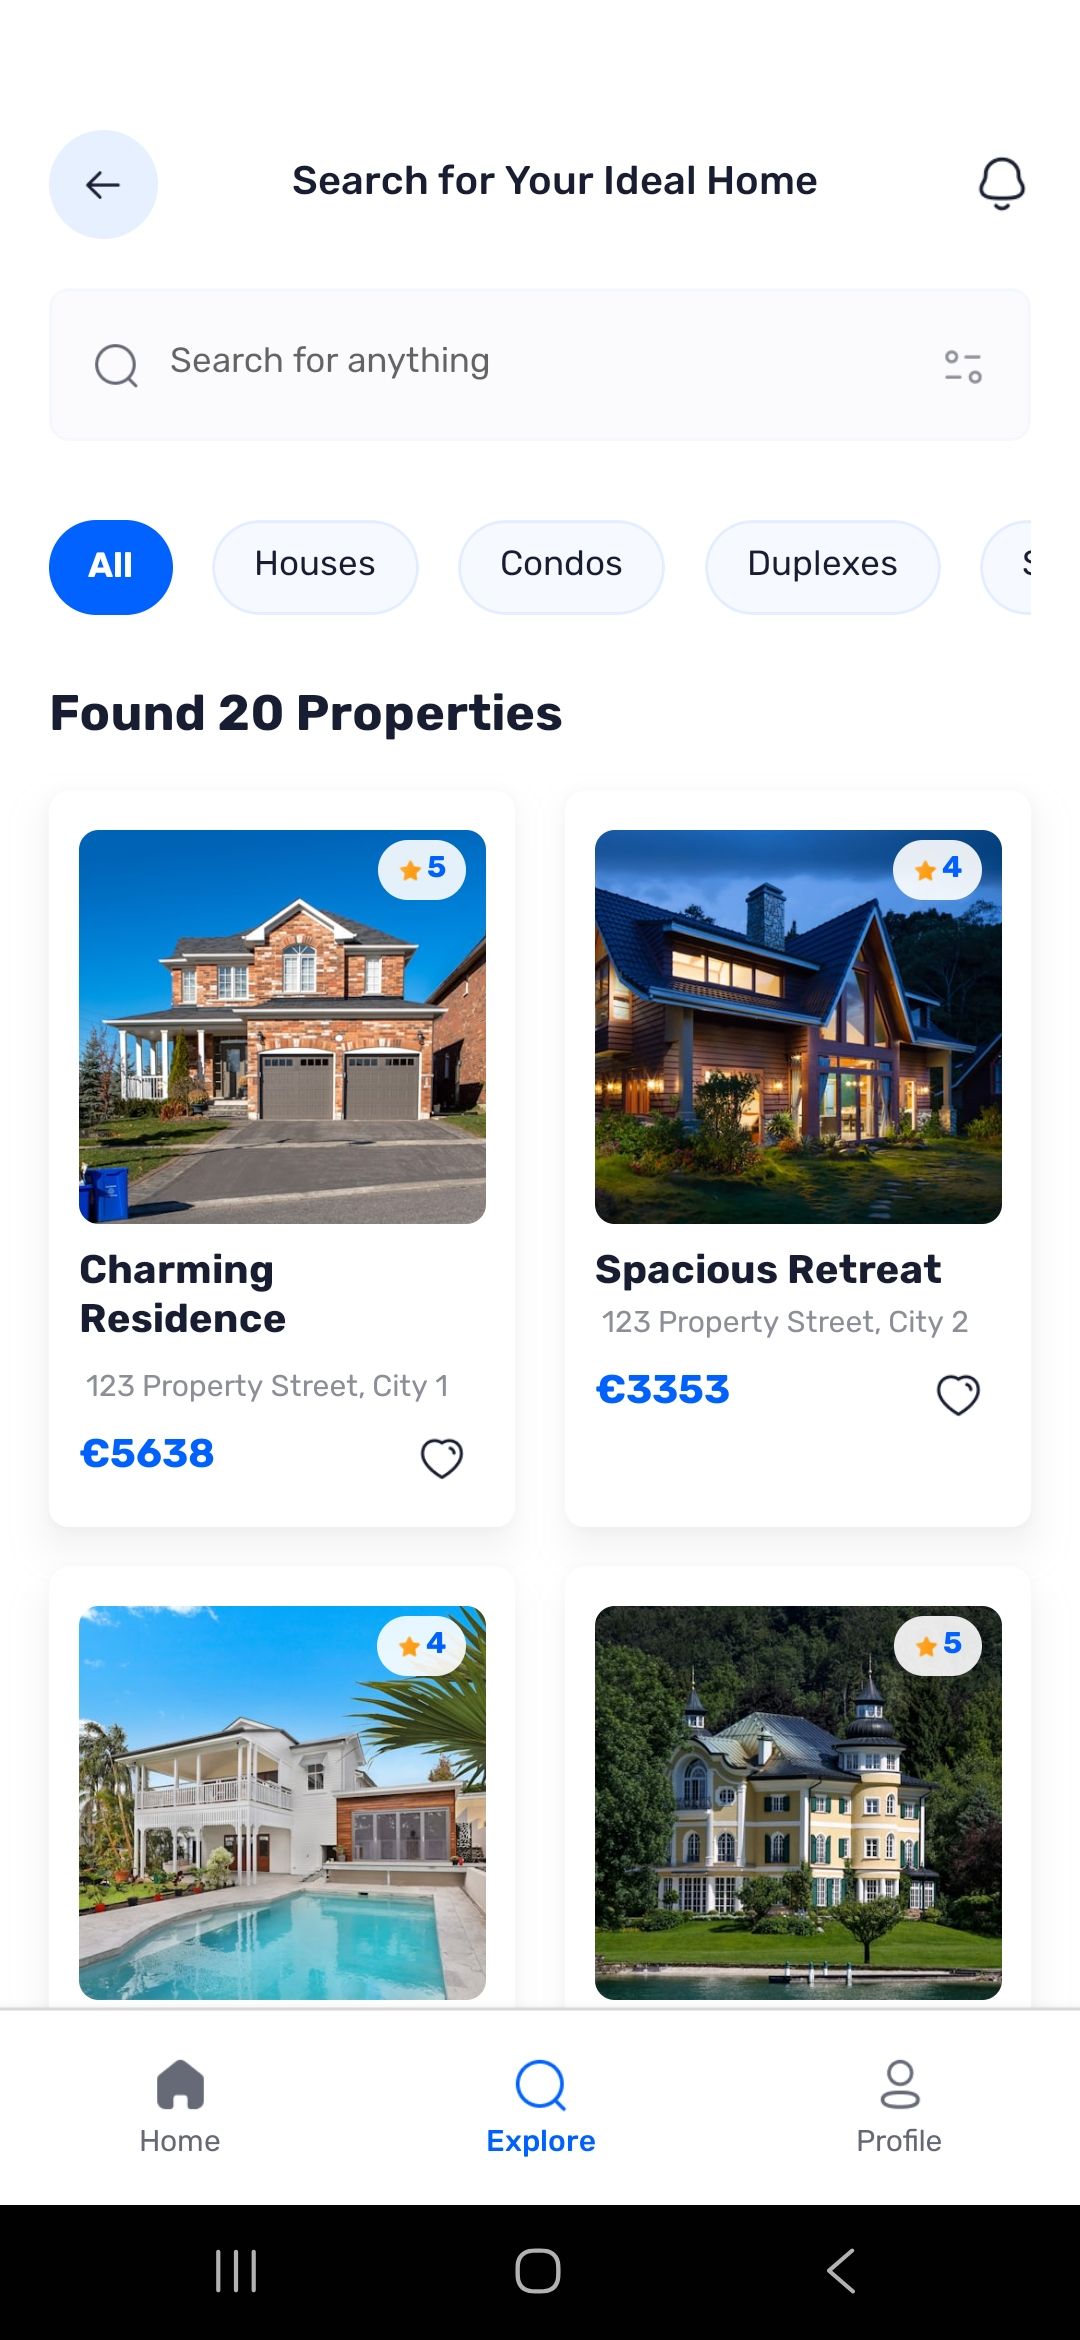 Search for Your Ideal Home
Search for anything
All
Houses
Condos
Duplexes
Found 20 Properties
5
Charming
Residence
123 Property Street, City 1
€5638
4
Spacious Retreat
123 Property Street, City 2
€3353
4
5
Home
Explore
Profile